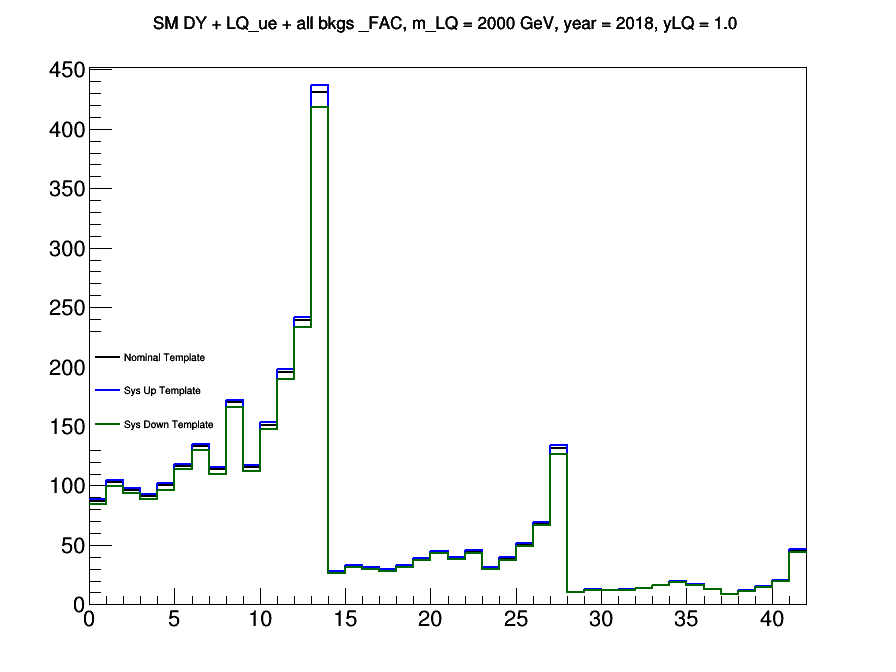 SM DY + LQ_ue + all bkgs _FAC, m_LQ = 2000 GeV, year = 2018, yLQ = 1.0
450
400
350
300
250
200
150
100
50
0
Nominal Template
Sys Up Template
Sys Down Template
0 5 10 15 20 25 30 35 40